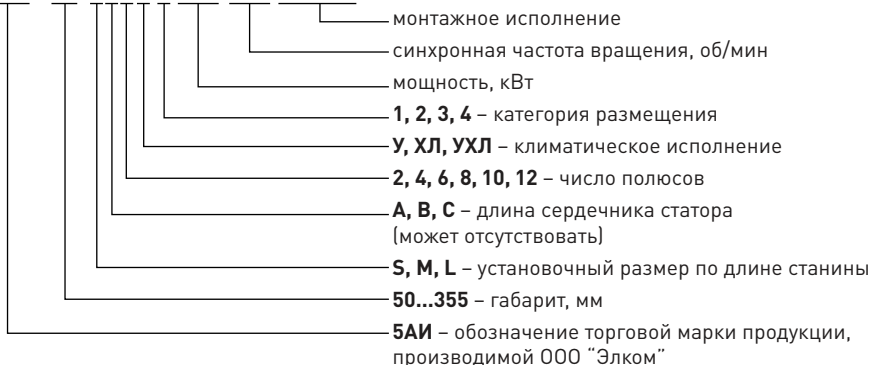 монтажное исполнение
синхронная частота вращения, об/мин
мощность, кВт
1, 2, 3, 4 – категория размещения
У, ХЛ, УХЛ – климатическое исполнение
2, 4, 6, 8, 10, 12 – число полюсов
А, В, С – длина сердечника статора
(может отсутствовать)
S, M, L – установочный размер по длине станины
50...355 – габарит, мм
5АИ – обозначение торговой марки продукции,
производимой ООО "Элком"